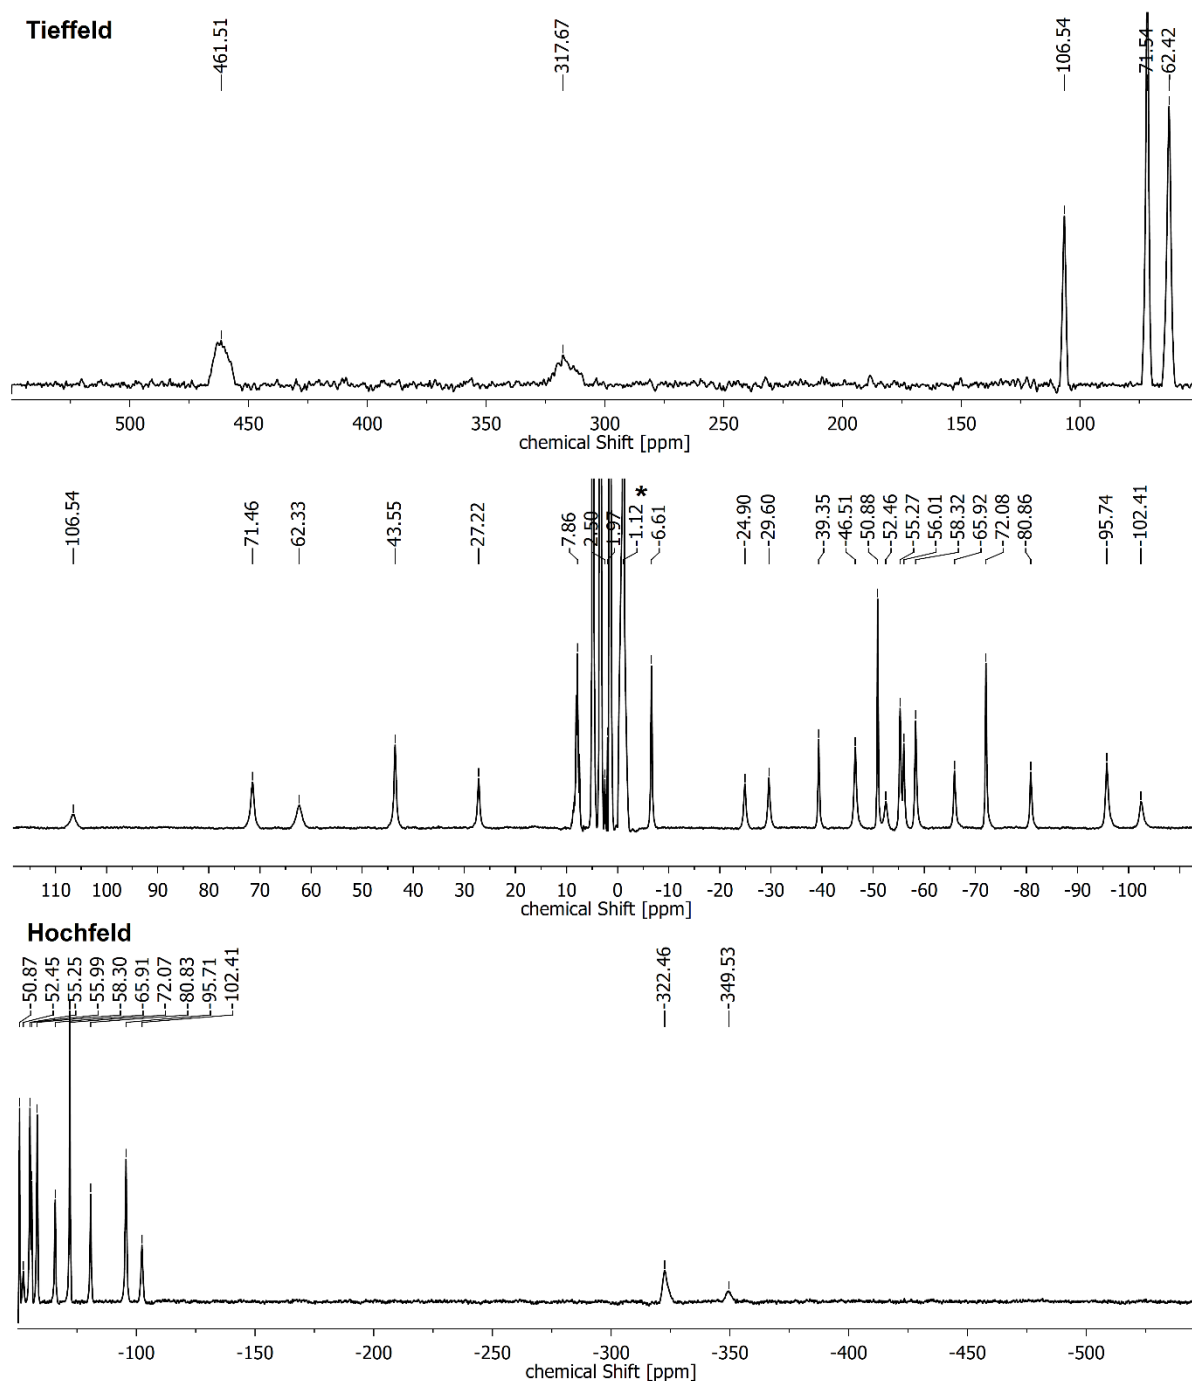 Tieffeld
461.51 317.67 106.54 71.54 62.42
500 450 400 350 300 250 200 150 100
chemical Shift [ppm]
106.54 71.46 62.33 43.55 27.22 7.86 2.50 1.97 -1.12 * -6.61 -24.90 -29.60 -39.35 -46.51 -50.88 -52.46 -55.27 -56.01 -58.32 -65.92 -72.08 -80.86 -95.74 -102.41
110 100 90 80 70 60 50 40 30 20 10 0 -10 -20 -30 -40 -50 -60 -70 -80 -90 -100
chemical Shift [ppm]
Hochfeld
-50.87 -52.45 -55.25 -55.99 -58.30 -65.91 -72.07 -80.83 -95.71 -102.41 -322.46 -349.53
-100 -150 -200 -250 -300 -350 -400 -450 -500
chemical Shift [ppm]